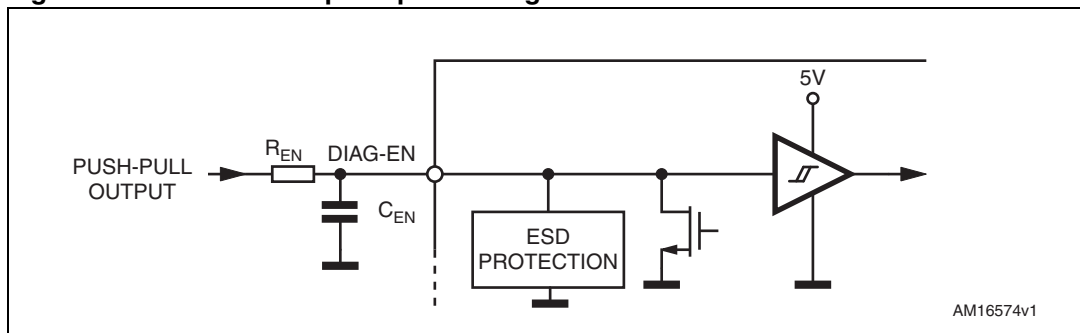 5V
R_EN DIAG-EN
PUSH-PULL
OUTPUT
C_EN
ESD
PROTECTION
AM16574v1